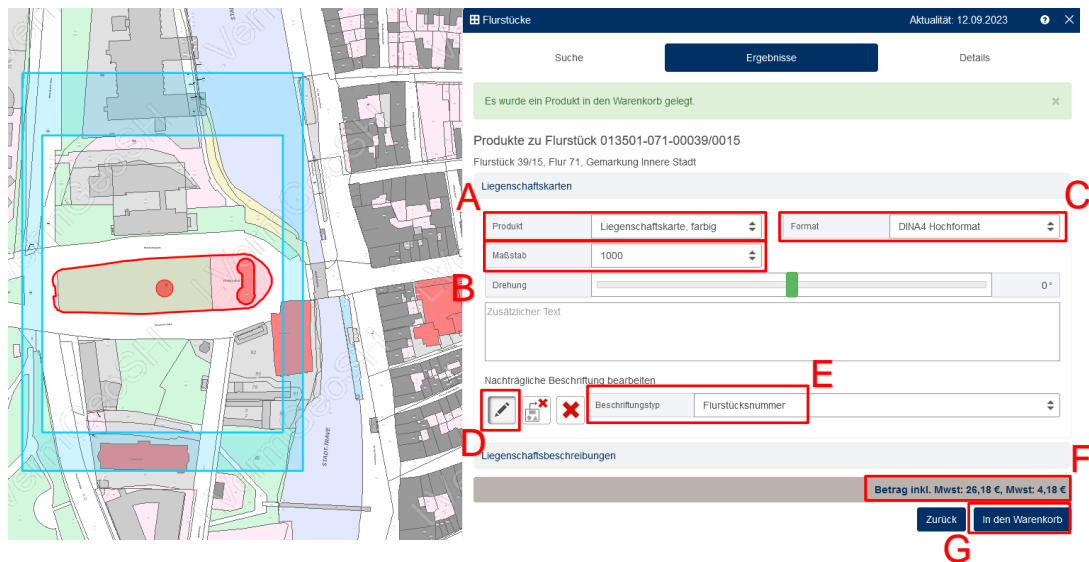 Flurstücke
Aktualität: 12.09.2023
Suche
Ergebnisse
Details
Es wurde ein Produkt in den Warenkorb gelegt.
Produkte zu Flurstück 013501-071-00039/0015
Flurstück 39/15, Flur 71, Gemarkung Innere Stadt
Liegenschaftskarten
A
C
Produkt
Liegenschaftskarte, farbig
Format
DINA4 Hochformat
Maßstab
1000
B
Drehung
0°
Zusätzlicher Text
Nachträgliche Beschriftung bearbeiten
E
Beschriftungstyp
Flurstücksnummer
D
Liegenschaftsbeschreibungen
F
Betrag inkl. Mwst: 26,18 €, Mwst: 4,18 €
Zurück
In den Warenkorb
G
STADT-TRAVE